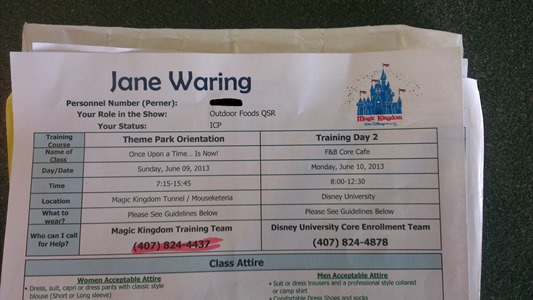 Jane Waring
Magic Kingdom
Personnel Number (Perner):
Your Role in the Show: Outdoor Foods QSR
Your Status: ICP
Training Course Theme Park Orientation Training Day 2
Name of Class Once Upon a Time... Is Now! F&B Core Cafe
Day/Date Sunday, June 09, 2013 Monday, June 10, 2013
Time 7:15-15:45 8:00-12:30
Location Magic Kingdom Tunnel / Mouseketeria Disney University
What to wear? Please See Guidelines Below Please See Guidelines Below
Who can I call for Help? Magic Kingdom Training Team Disney University Core Enrollment Team
(407) 824-4437 (407) 824-4878
Class Attire
Women Acceptable Attire Men Acceptable Attire
• Dress, suit, capri or dress pants with classic style • Suit or dress trousers and a professional style collared
blouse (Short or Long sleeve) or camp shirt
• Comfortable Dress Shoes and socks